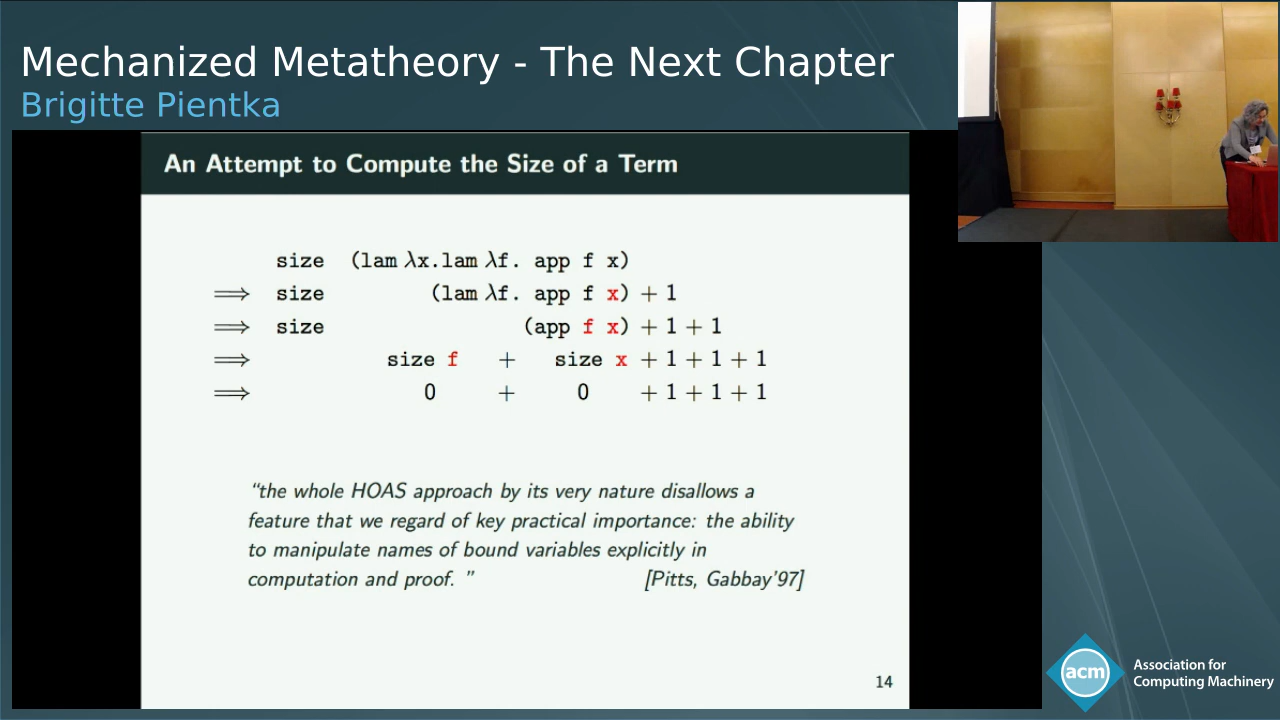 Mechanized Metatheory - The Next Chapter
Brigitte Pientka
An Attempt to Compute the Size of a Term
size (lam λx.lam λf. app f x)
⟹ size (lam λf. app f x) + 1
⟹ size (app f x) + 1 + 1
⟹ size f + size x + 1 + 1 + 1
⟹ 0 + 0 + 1 + 1 + 1
“the whole HOAS approach by its very nature disallows a
feature that we regard of key practical importance: the ability
to manipulate names of bound variables explicitly in
computation and proof. ” [Pitts, Gabbay’97]
14
acm
Association for
Computing Machinery